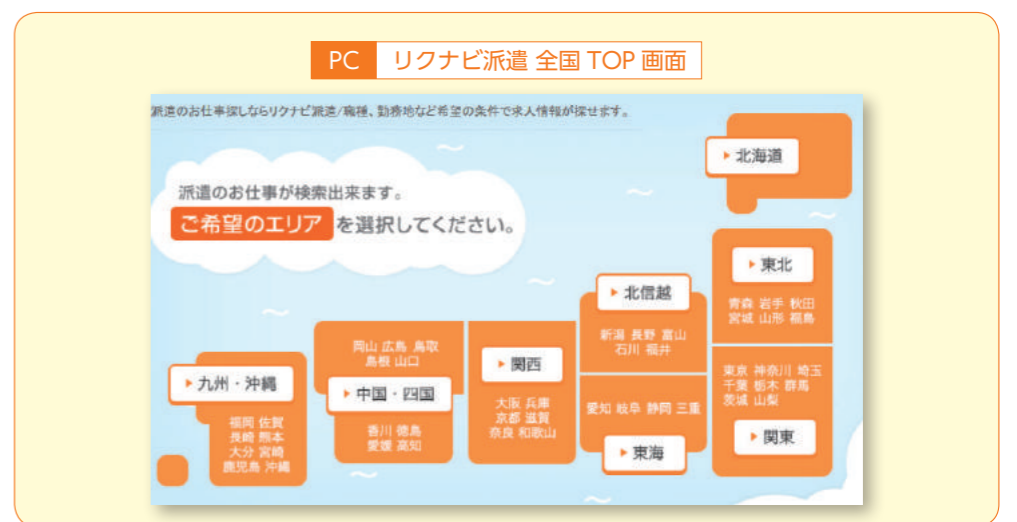 PC リクナビ派遣 全国 TOP 画面
派遣のお仕事探しならリクナビ派遣/職種、勤務地など希望の条件で求人情報が探せます。
派遣のお仕事が検索出来ます。
ご希望のエリア を選択してください。
北海道
東北
青森 岩手 秋田
宮城 山形 福島
北信越
新潟 長野 富山
石川 福井
東京 神奈川 埼玉
千葉 栃木 群馬
茨城 山梨
関東
愛知 岐阜 静岡 三重
東海
関西
大阪 兵庫
京都 滋賀
奈良 和歌山
岡山 広島 鳥取
島根 山口
中国・四国
香川 徳島
愛媛 高知
九州・沖縄
福岡 佐賀
長崎 熊本
大分 宮崎
鹿児島 沖縄